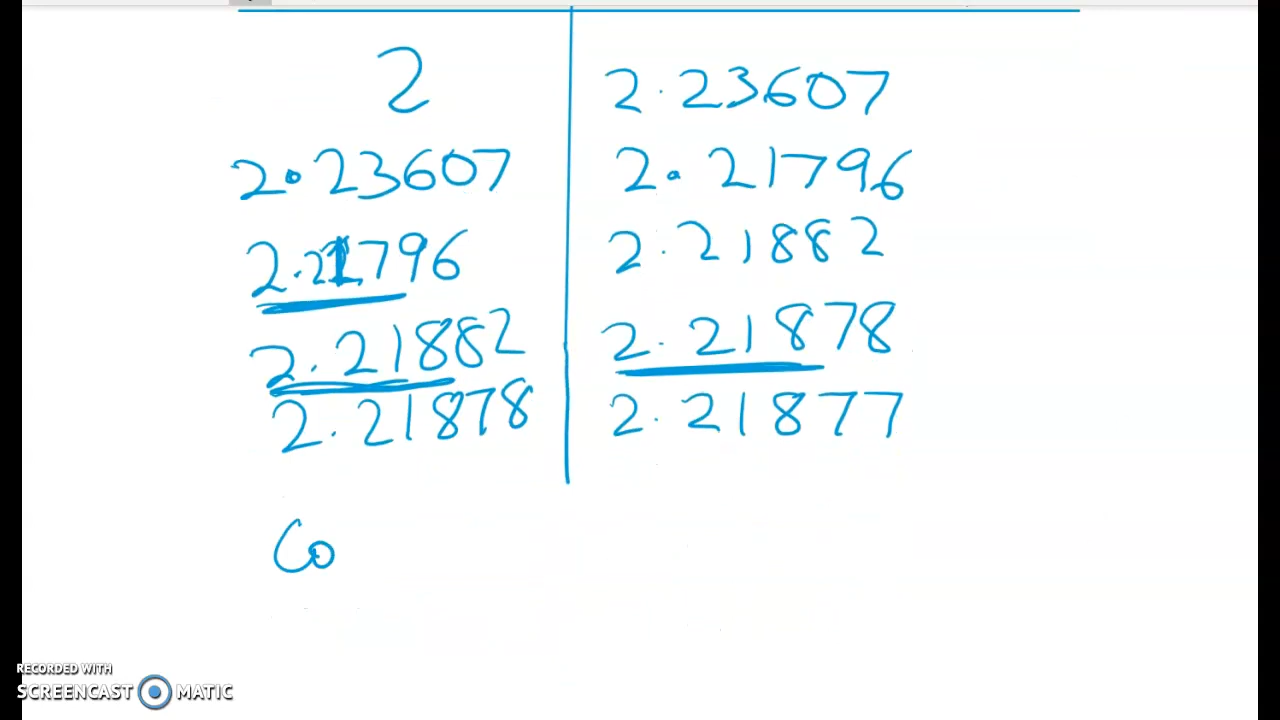 2 2.23607
2.23607 2.21796
2.21796 2.21882
2.21882 2.21878
2.21878 2.21877
Co
RECORDED WITH
SCREENCAST MATIC